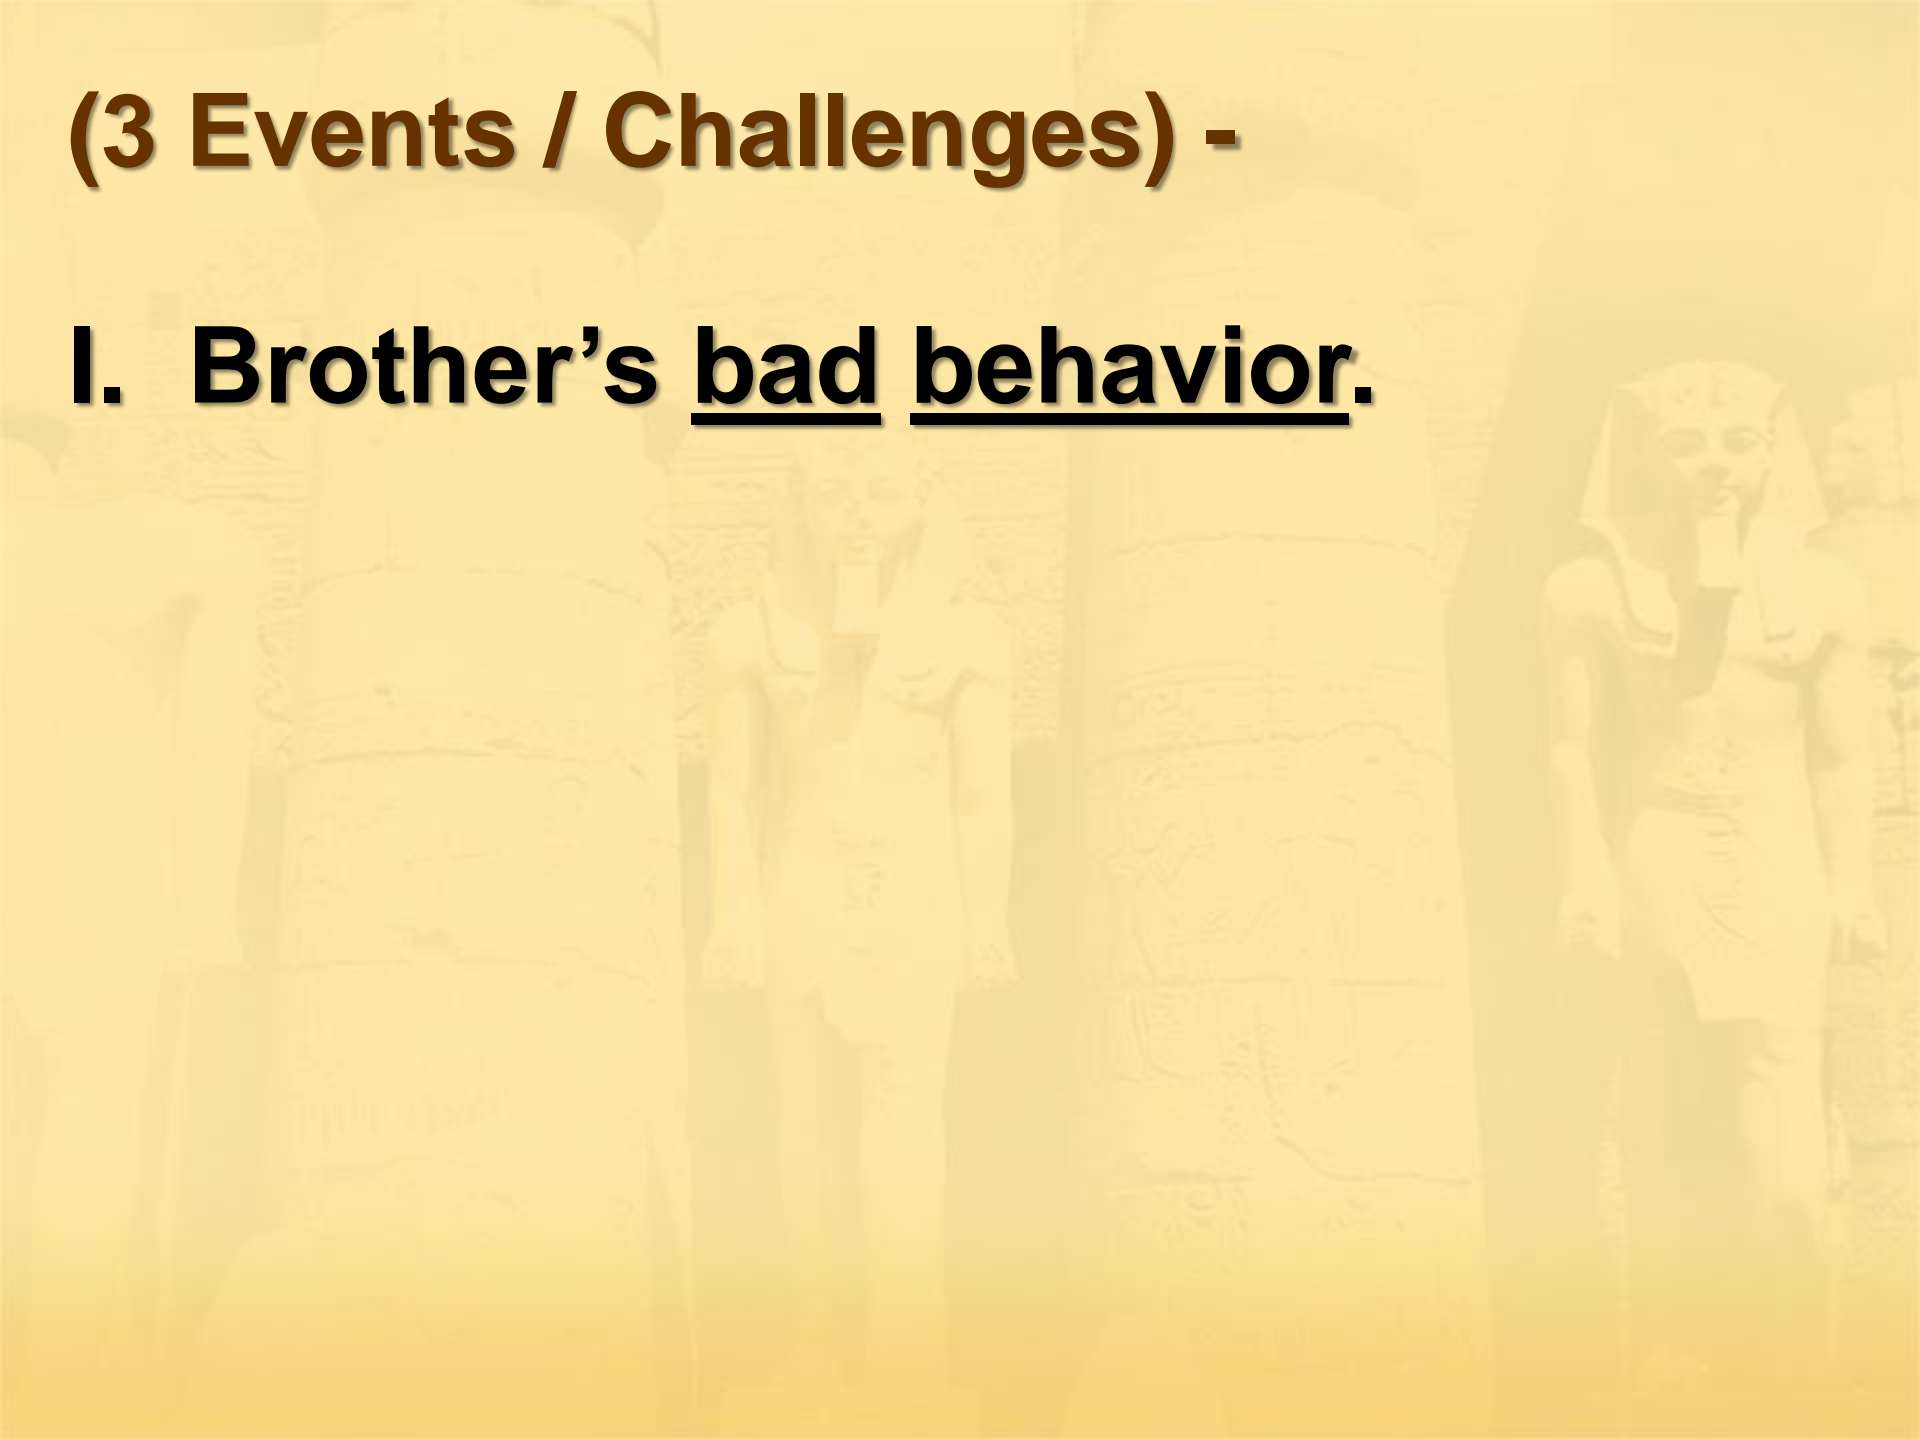 (3 Events / Challenges) -
I. Brother’s bad behavior.